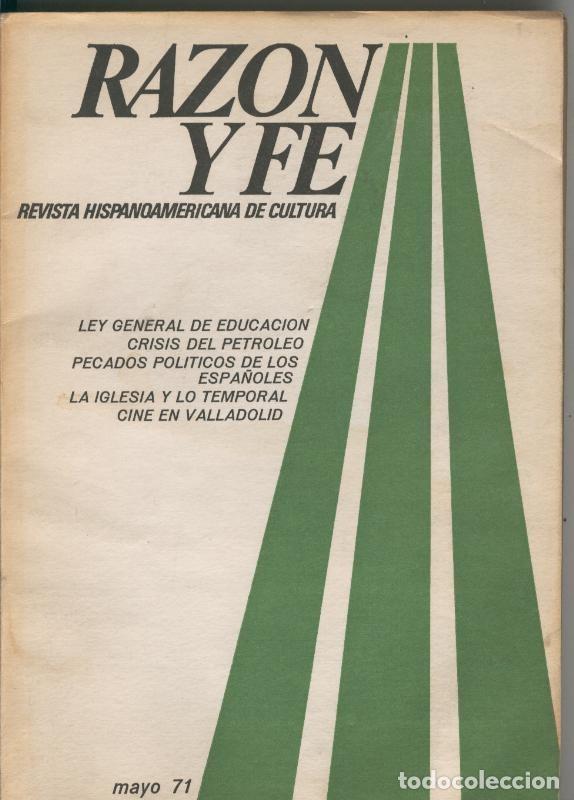 RAZON
Y FE
REVISTA HISPANOAMERICANA DE CULTURA
LEY GENERAL DE EDUCACION
CRISIS DEL PETROLEO
PECADOS POLITICOS DE LOS
ESPAÑOLES
LA IGLESIA Y LO TEMPORAL
CINE EN VALLADOLID
mayo 71
todocoleccion